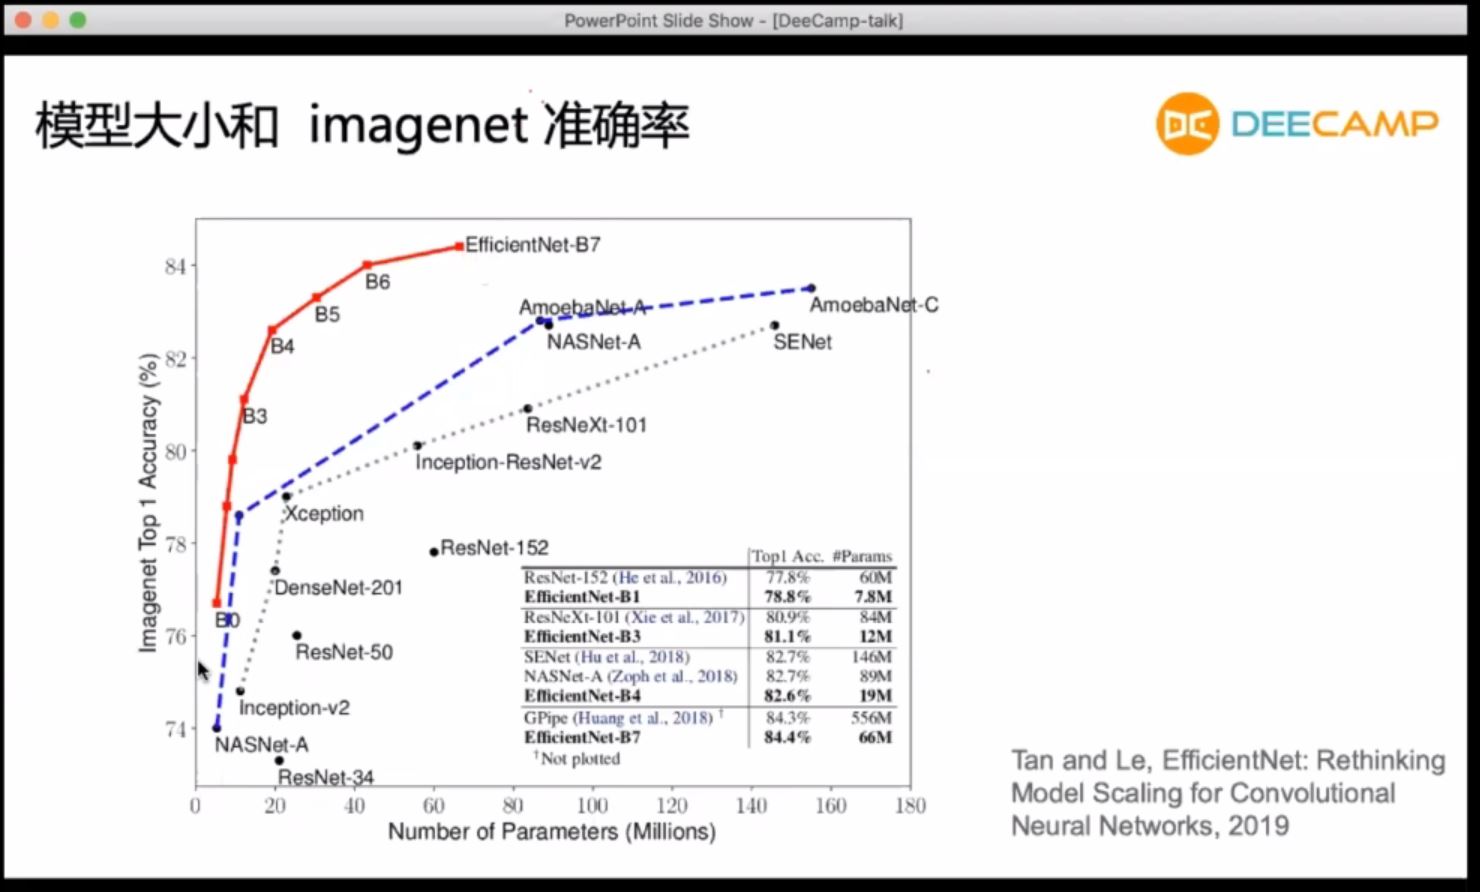 PowerPoint Slide Show - [DeeCamp-talk]
模型大小和 imagenet 准确率
DC DEECAMP
EfficientNet-B7
84
B6
AmoebaNet-A
AmoebaNet-C
B5
NASNet-A
SENet
B4
82
B3
ResNeXt-101
80
Inception-ResNet-v2
Xception
78
ResNet-152
DenseNet-201
B0
76
ResNet-50
Inception-v2
74
NASNet-A
ResNet-34
Imagenet Top 1 Accuracy (%)
0 20 40 60 80 100 120 140 160 180
Number of Parameters (Millions)
Top1 Acc. #Params
ResNet-152 (He et al., 2016) 77.8% 60M
EfficientNet-B1 78.8% 7.8M
ResNeXt-101 (Xie et al., 2017) 80.9% 84M
EfficientNet-B3 81.1% 12M
SENet (Hu et al., 2018) 82.7% 146M
NASNet-A (Zoph et al., 2018) 82.7% 89M
EfficientNet-B4 82.6% 19M
GPipe (Huang et al., 2018) † 84.3% 556M
EfficientNet-B7 84.4% 66M
†Not plotted
Tan and Le, EfficientNet: Rethinking
Model Scaling for Convolutional
Neural Networks, 2019